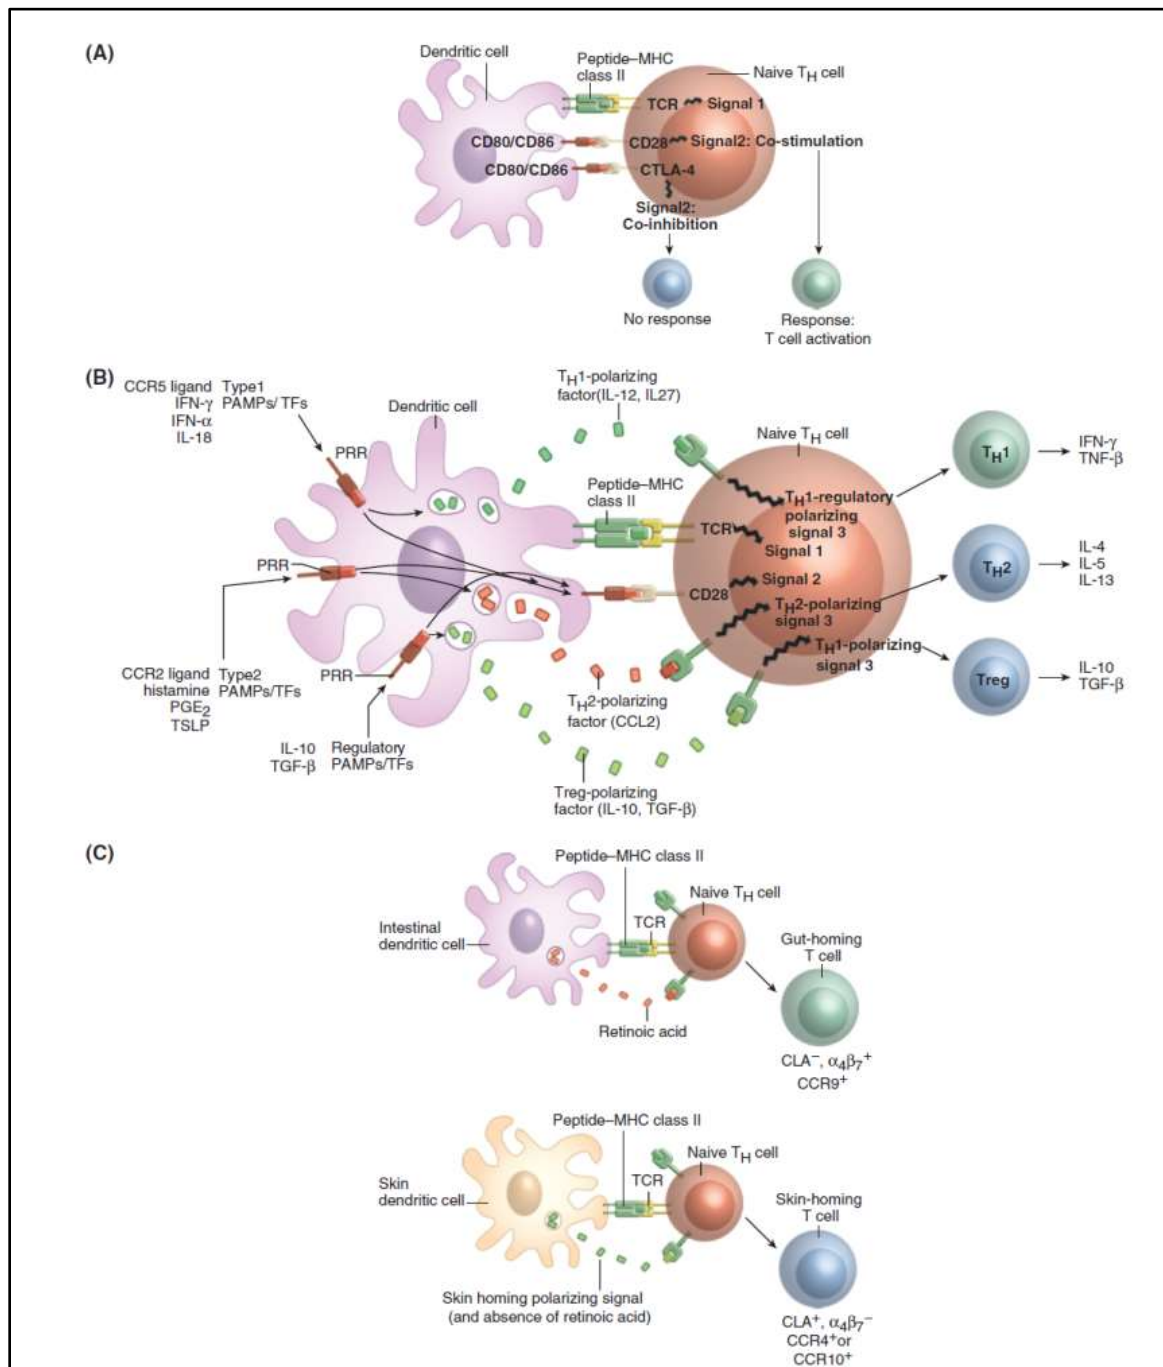 (A)
Dendritic cell
Peptide–MHC
class II
Naive TH cell
TCR
Signal 1
CD80/CD86
CD28
Signal2: Co-stimulation
CD80/CD86
CTLA-4
Signal2:
Co-inhibition
No response
Response:
T cell activation
(B)
CCR5 ligand
IFN-γ
IFN-α
IL-18
Type1
PAMPs/ TFs
PRR
Dendritic cell
TH1-polarizing
factor(IL-12, IL27)
Naive TH cell
Peptide–MHC
class II
TCR
Signal 1
TH1-regulatory
polarizing
signal 3
TH1
IFN-γ
TNF-β
PRR
CD28
Signal 2
TH2-polarizing
signal 3
TH2
IL-4
IL-5
IL-13
TH1-polarizing
signal 3
Treg
IL-10
TGF-β
CCR2 ligand
histamine
PGE2
TSLP
Type2
PAMPs/TFs
PRR
IL-10
TGF-β
Regulatory
PAMPs/TFs
TH2-polarizing
factor (CCL2)
Treg-polarizing
factor (IL-10, TGF-β)
(C)
Peptide–MHC class II
Naive TH cell
TCR
Intestinal
dendritic cell
Retinoic acid
Gut-homing
T cell
CLA−, α4β7+
CCR9+
Peptide–MHC class II
Naive TH cell
TCR
Skin
dendritic cell
Skin homing polarizing signal
(and absence of retinoic acid)
Skin-homing
T cell
CLA+, α4β7−
CCR4+or
CCR10+